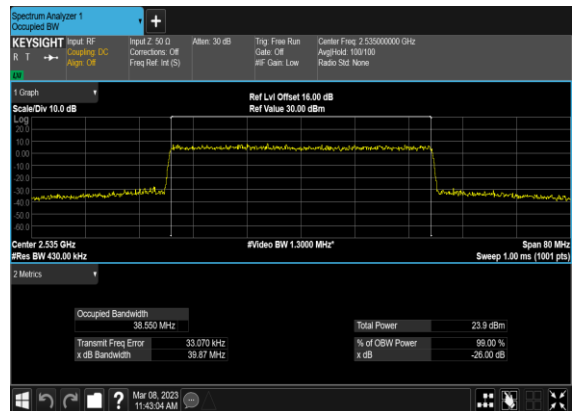 Spectrum Analyzer 1
Occupied BW
+
KEYSIGHT Input: RF Input Z: 50 Ω Atten: 30 dB Trig: Free Run Center Freq: 2.535000000 GHz
R T Coupling: DC Corrections: Off Gate: Off Avg|Hold: 100/100
Align: Off Freq Ref: Int (S) #IF Gain: Low Radio Std: None
LW
1 Graph
Ref Lvl Offset 16.00 dB
Scale/Div 10.0 dB Ref Value 30.00 dBm
Log
20.0
10.0
0.00
-10.0
-20.0
-30.0
-40.0
-50.0
-60.0
Center 2.535 GHz #Video BW 1.3000 MHz* Span 80 MHz
#Res BW 430.00 kHz Sweep 1.00 ms (1001 pts)
2 Metrics
Occupied Bandwidth
38.550 MHz Total Power 23.9 dBm
Transmit Freq Error 33.070 kHz % of OBW Power 99.00 %
x dB Bandwidth 39.87 MHz x dB -26.00 dB
? Mar 08, 2023
11:43:04 AM